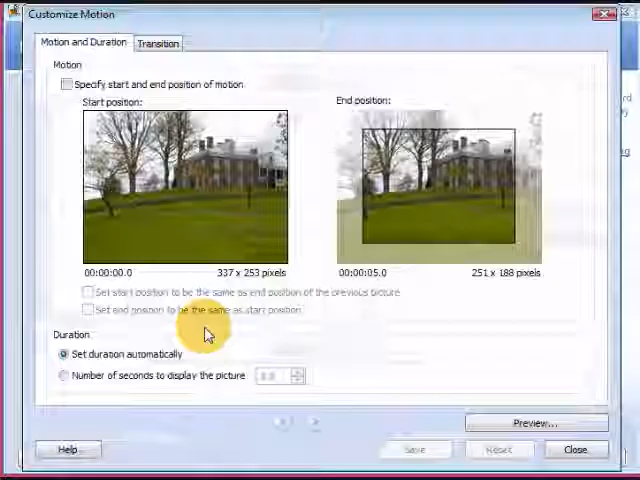 Customize Motion
Motion and Duration
Transition
Motion
Specify start and end position of motion
Start position:
End position:
00:00:00.0
337 x 253 pixels
00:00:05.0
251 x 188 pixels
Set start position to be the same as end position of the previous picture
Set end position to be the same as start position
Duration
Set duration automatically
Number of seconds to display the picture
Preview...
Help
Save
Reset
Close